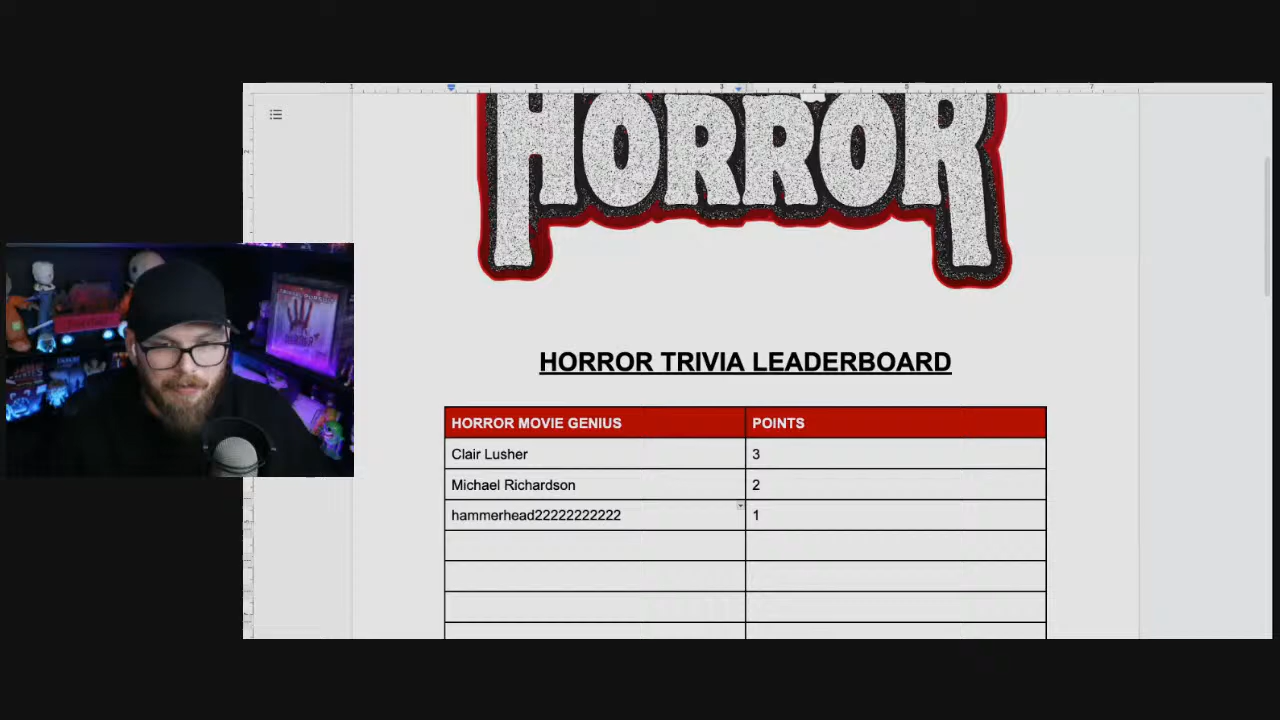 HORROR
HORROR TRIVIA LEADERBOARD
HORROR MOVIE GENIUS POINTS
Clair Lusher 3
Michael Richardson 2
hammerhead22222222222 1